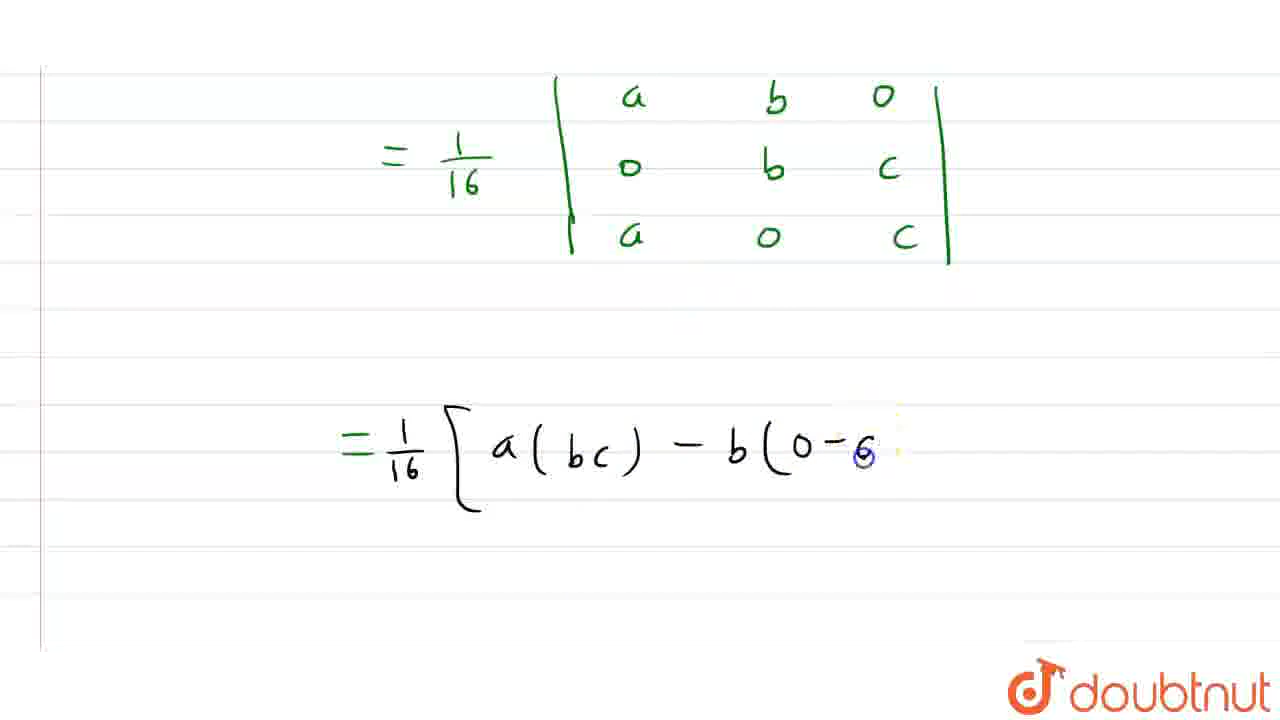 a b 0
= 1/16 0 b c
a 0 c
= 1/16 [ a ( bc ) - b ( 0 -
doubtnut